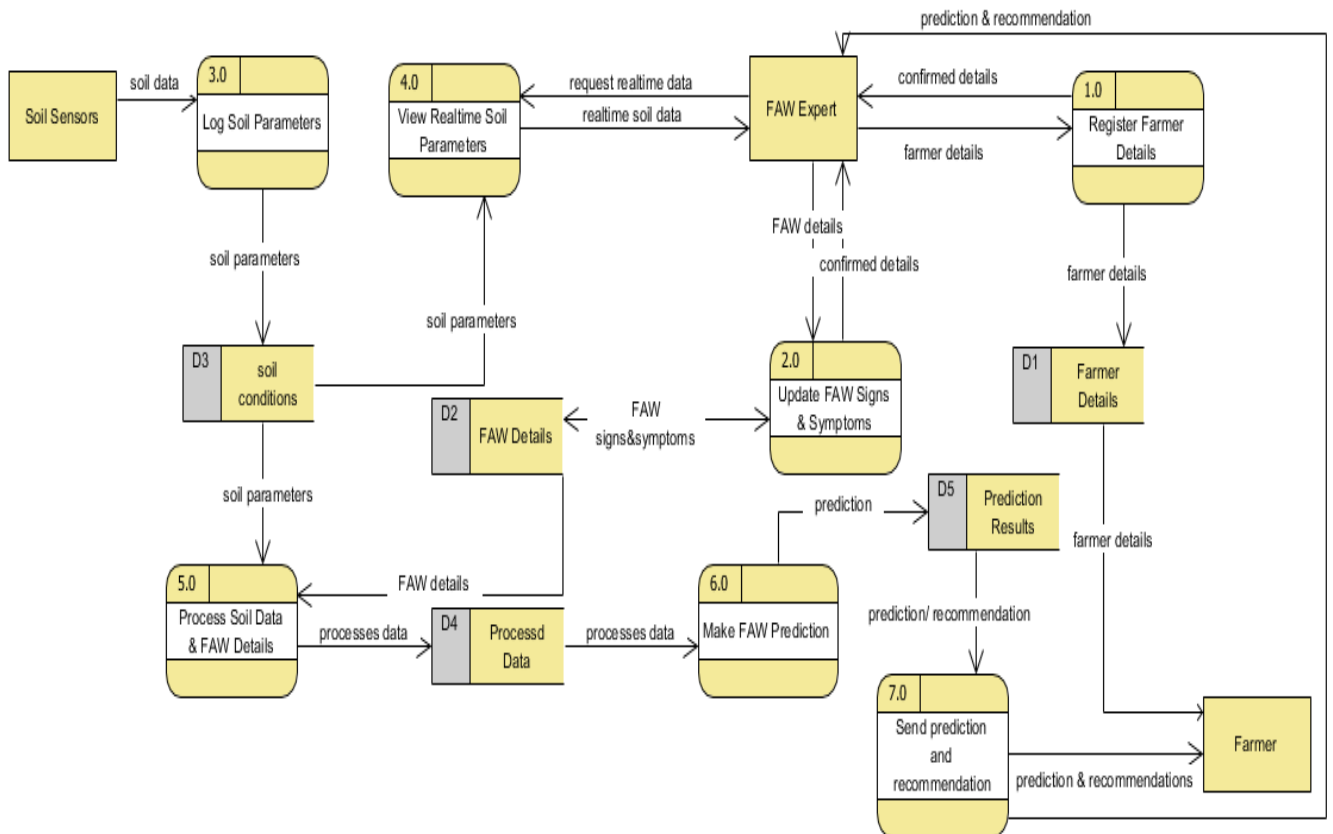 prediction & recommendation
Soil Sensors
soil data
3.0
Log Soil Parameters
4.0
View Realtime Soil
Parameters
request realtime data
realtime soil data
FAW Expert
confirmed details
farmer details
1.0
Register Farmer
Details
soil parameters
soil parameters
FAW details
confirmed details
farmer details
D3
soil
conditions
D2
FAW Details
FAW
signs&symptoms
2.0
Update FAW Signs
& Symptoms
D1
Farmer
Details
soil parameters
prediction
D5
Prediction
Results
farmer details
5.0
Process Soil Data
& FAW Details
FAW details
processes data
D4
Processd
Data
processes data
6.0
Make FAW Prediction
prediction/ recommendation
7.0
Send prediction
and
recommendation
prediction & recommendations
Farmer